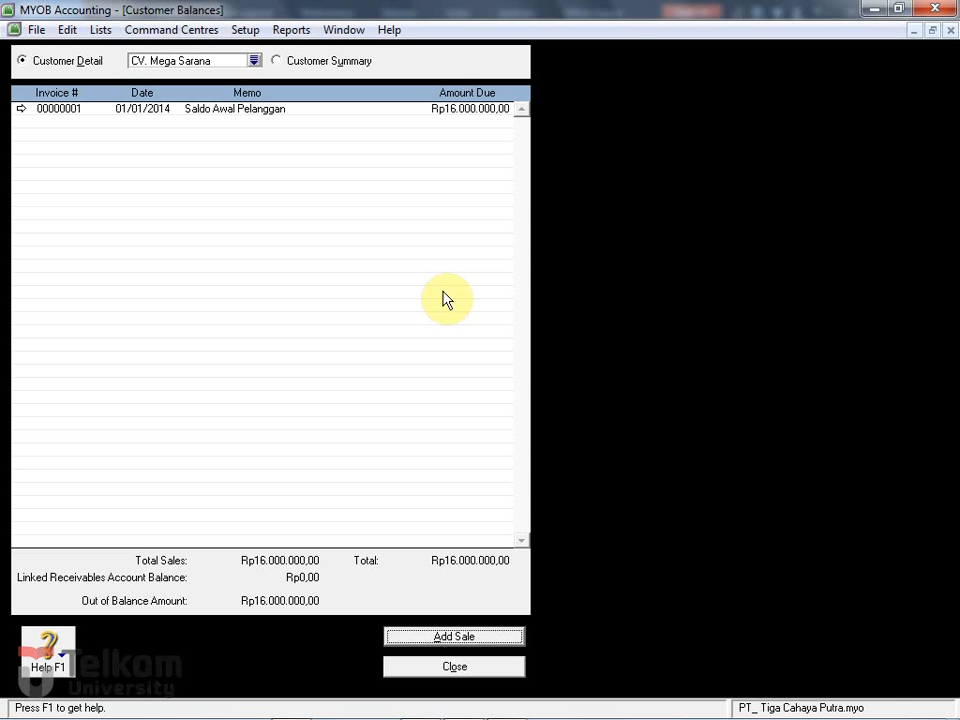 MYOB Accounting - [Customer Balances]
File Edit Lists Command Centres Setup Reports Window Help
Customer Detail CV. Mega Sarana Customer Summary
Invoice # Date Memo Amount Due
00000001 01/01/2014 Saldo Awal Pelanggan Rp16.000.000,00
Total Sales: Rp16.000.000,00 Total: Rp16.000.000,00
Linked Receivables Account Balance: Rp0,00
Out of Balance Amount: Rp16.000.000,00
Add Sale
Help F1
Close
Telkom
University
Press F1 to get help. PT_ Tiga Cahaya Putra.myo